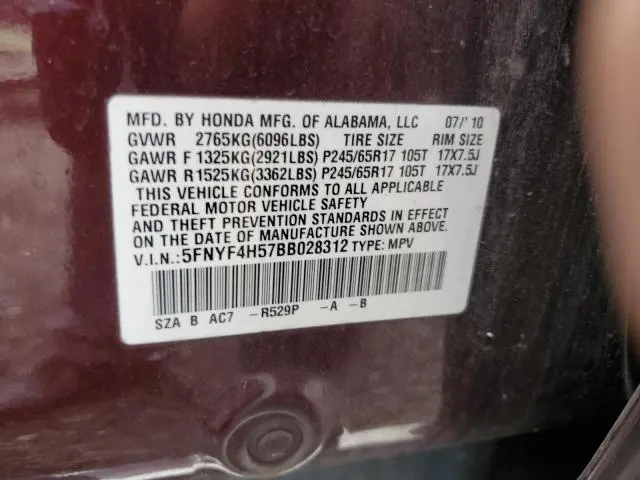 MFD. BY HONDA MFG. OF ALABAMA, LLC 07/'10
GVWR 2765KG(6096LBS) TIRE SIZE RIM SIZE
GAWR F 1325KG(2921LBS) P245/65R17 105T 17X7.5J
GAWR R 1525KG(3362LBS) P245/65R17 105T 17X7.5J
THIS VEHICLE CONFORMS TO ALL APPLICABLE
FEDERAL MOTOR VEHICLE SAFETY
AND THEFT PREVENTION STANDARDS IN EFFECT
ON THE DATE OF MANUFACTURE SHOWN ABOVE.
V.I.N.:5FNYF4H57BB028312 TYPE: MPV
SZA B AC7 -R529P -A -B